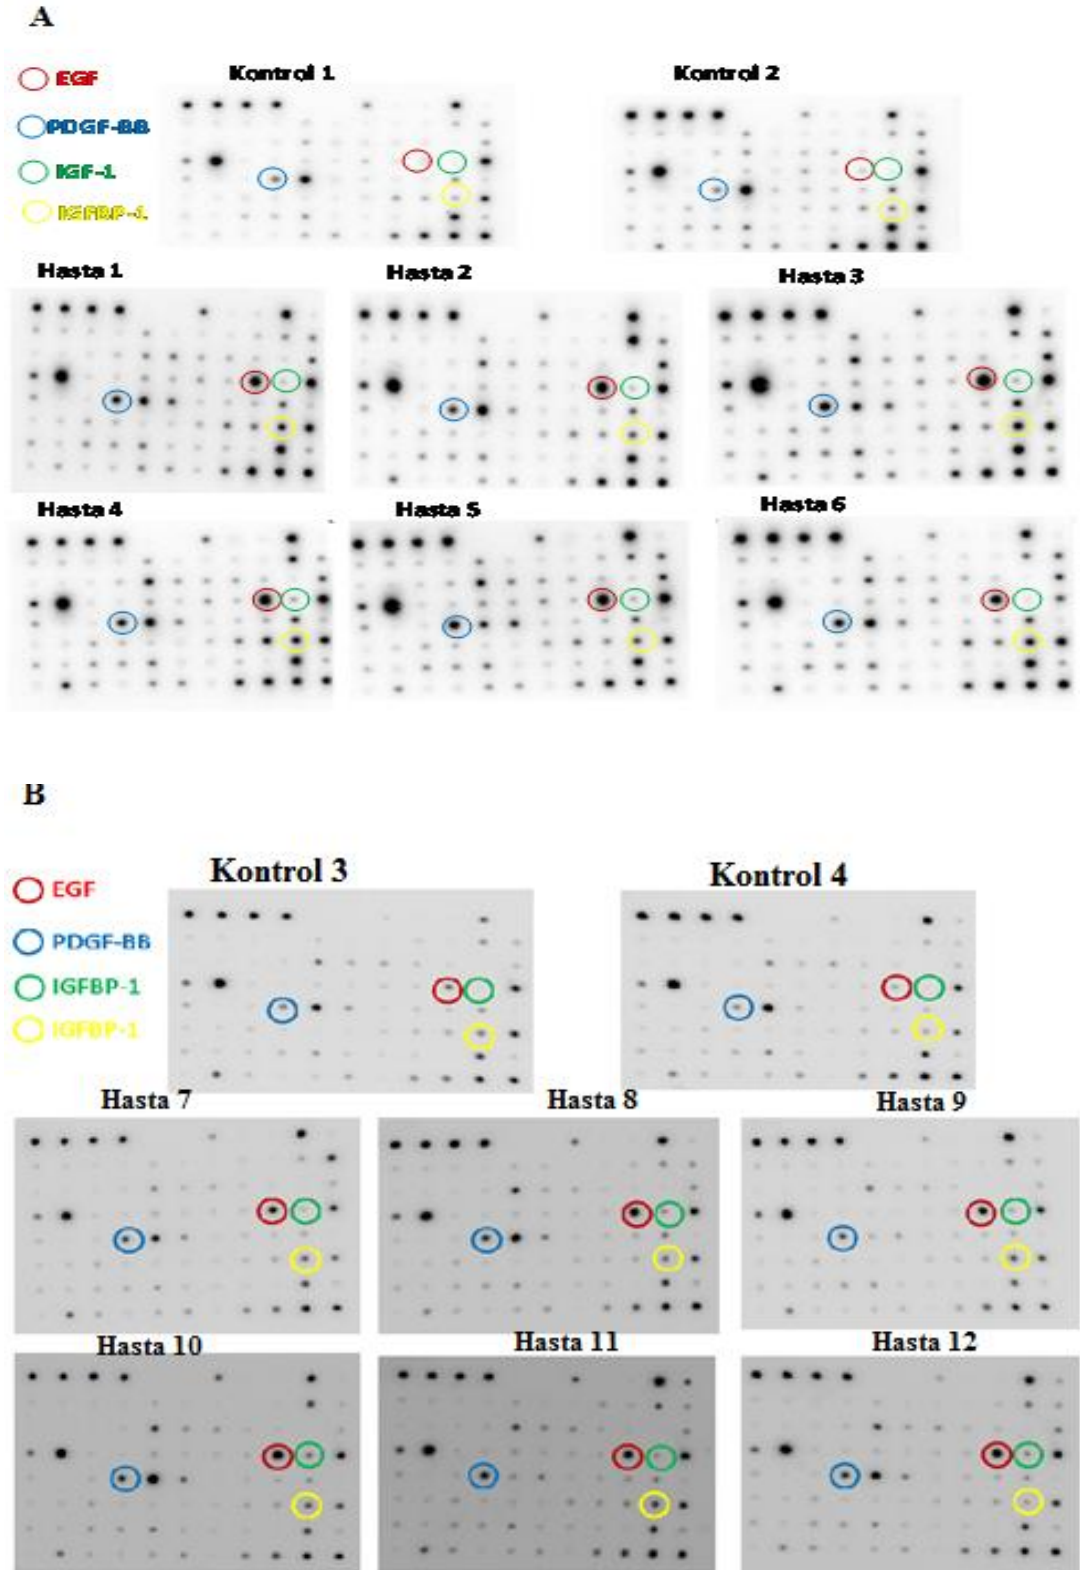 A
Kontrol 1
Kontrol 2
EGF
PDGF-BB
IGF-1
IGFBP-1
Hasta 1
Hasta 2
Hasta 3
Hasta 4
Hasta 5
Hasta 6
B
Kontrol 3
Kontrol 4
EGF
PDGF-BB
IGFBP-1
IGFBP-1
Hasta 7
Hasta 8
Hasta 9
Hasta 10
Hasta 11
Hasta 12